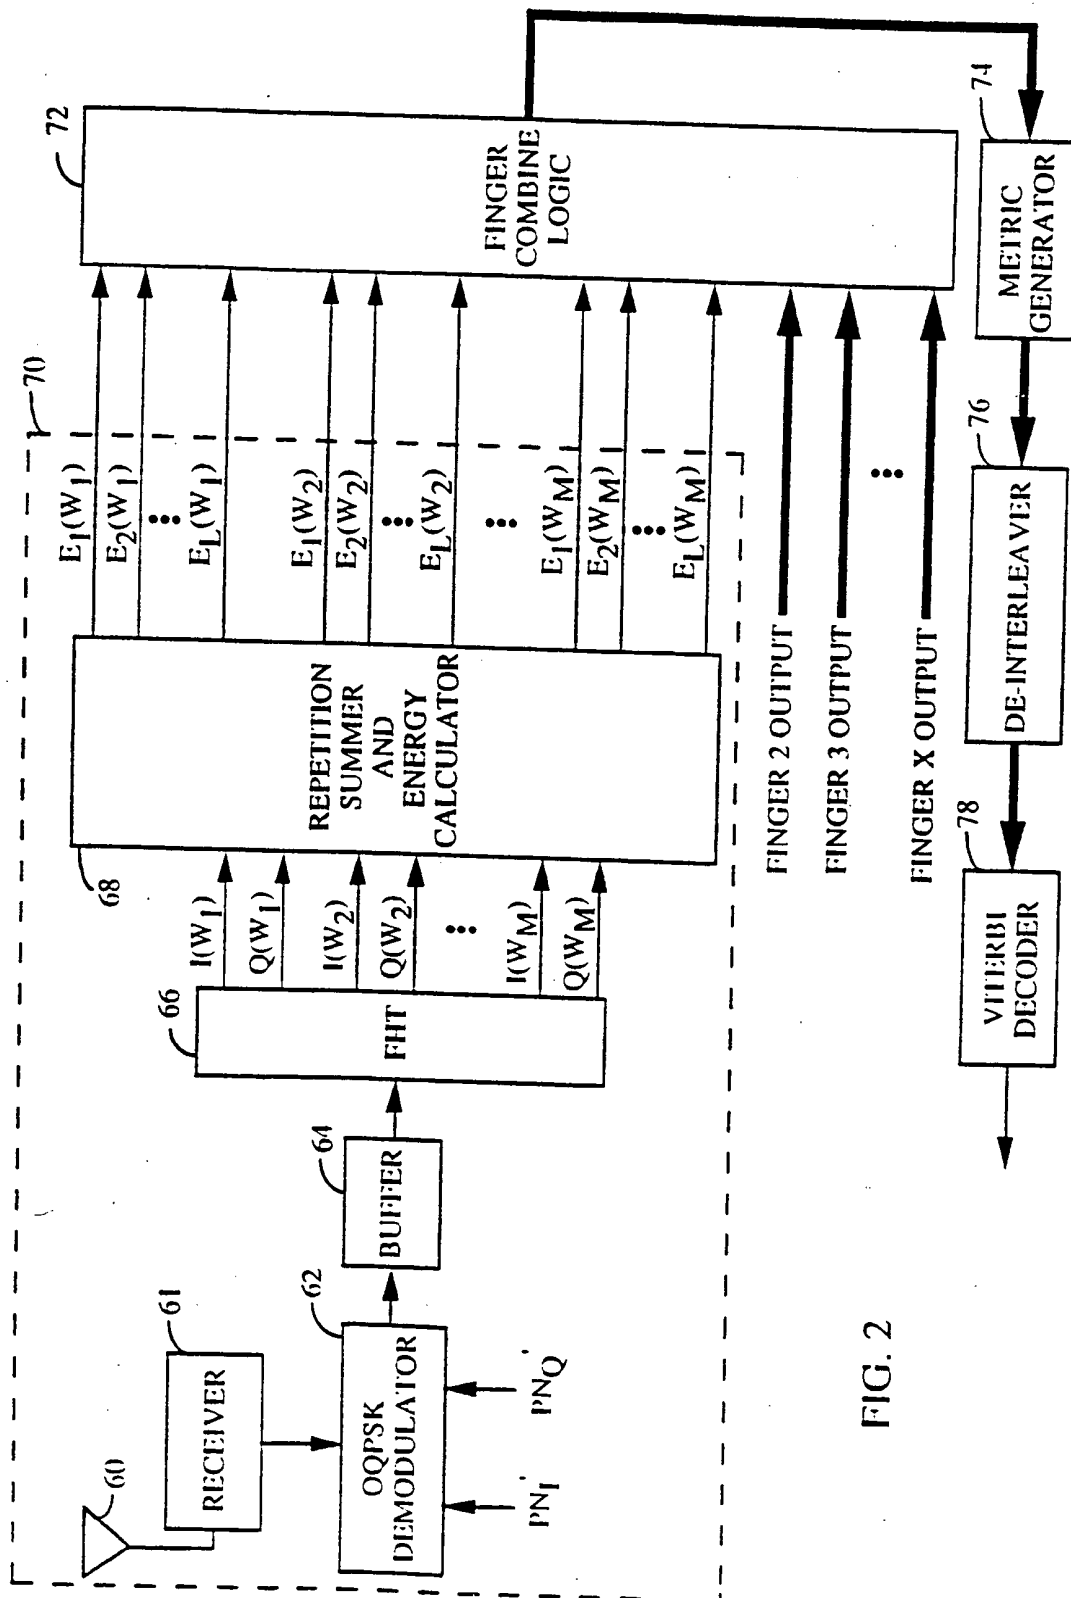 60
61
RECEIVER
62
OQPSK
DEMODULATOR
PN_I'
PN_Q'
64
BUFFER
66
FHT
I(W_1)
Q(W_1)
I(W_2)
Q(W_2)
•••
I(W_M)
Q(W_M)
68
REPETITION
SUMMER
AND
ENERGY
CALCULATOR
E_1(W_1)
E_2(W_1)
•••
E_L(W_1)
E_1(W_2)
E_2(W_2)
•••
E_L(W_2)
•••
E_1(W_M)
E_2(W_M)
•••
E_L(W_M)
70
72
FINGER
COMBINE
LOGIC
FINGER 2 OUTPUT
FINGER 3 OUTPUT
•••
FINGER X OUTPUT
74
METRIC
GENERATOR
76
DE-INTERLEAVER
78
VITERBI
DECODER
FIG. 2